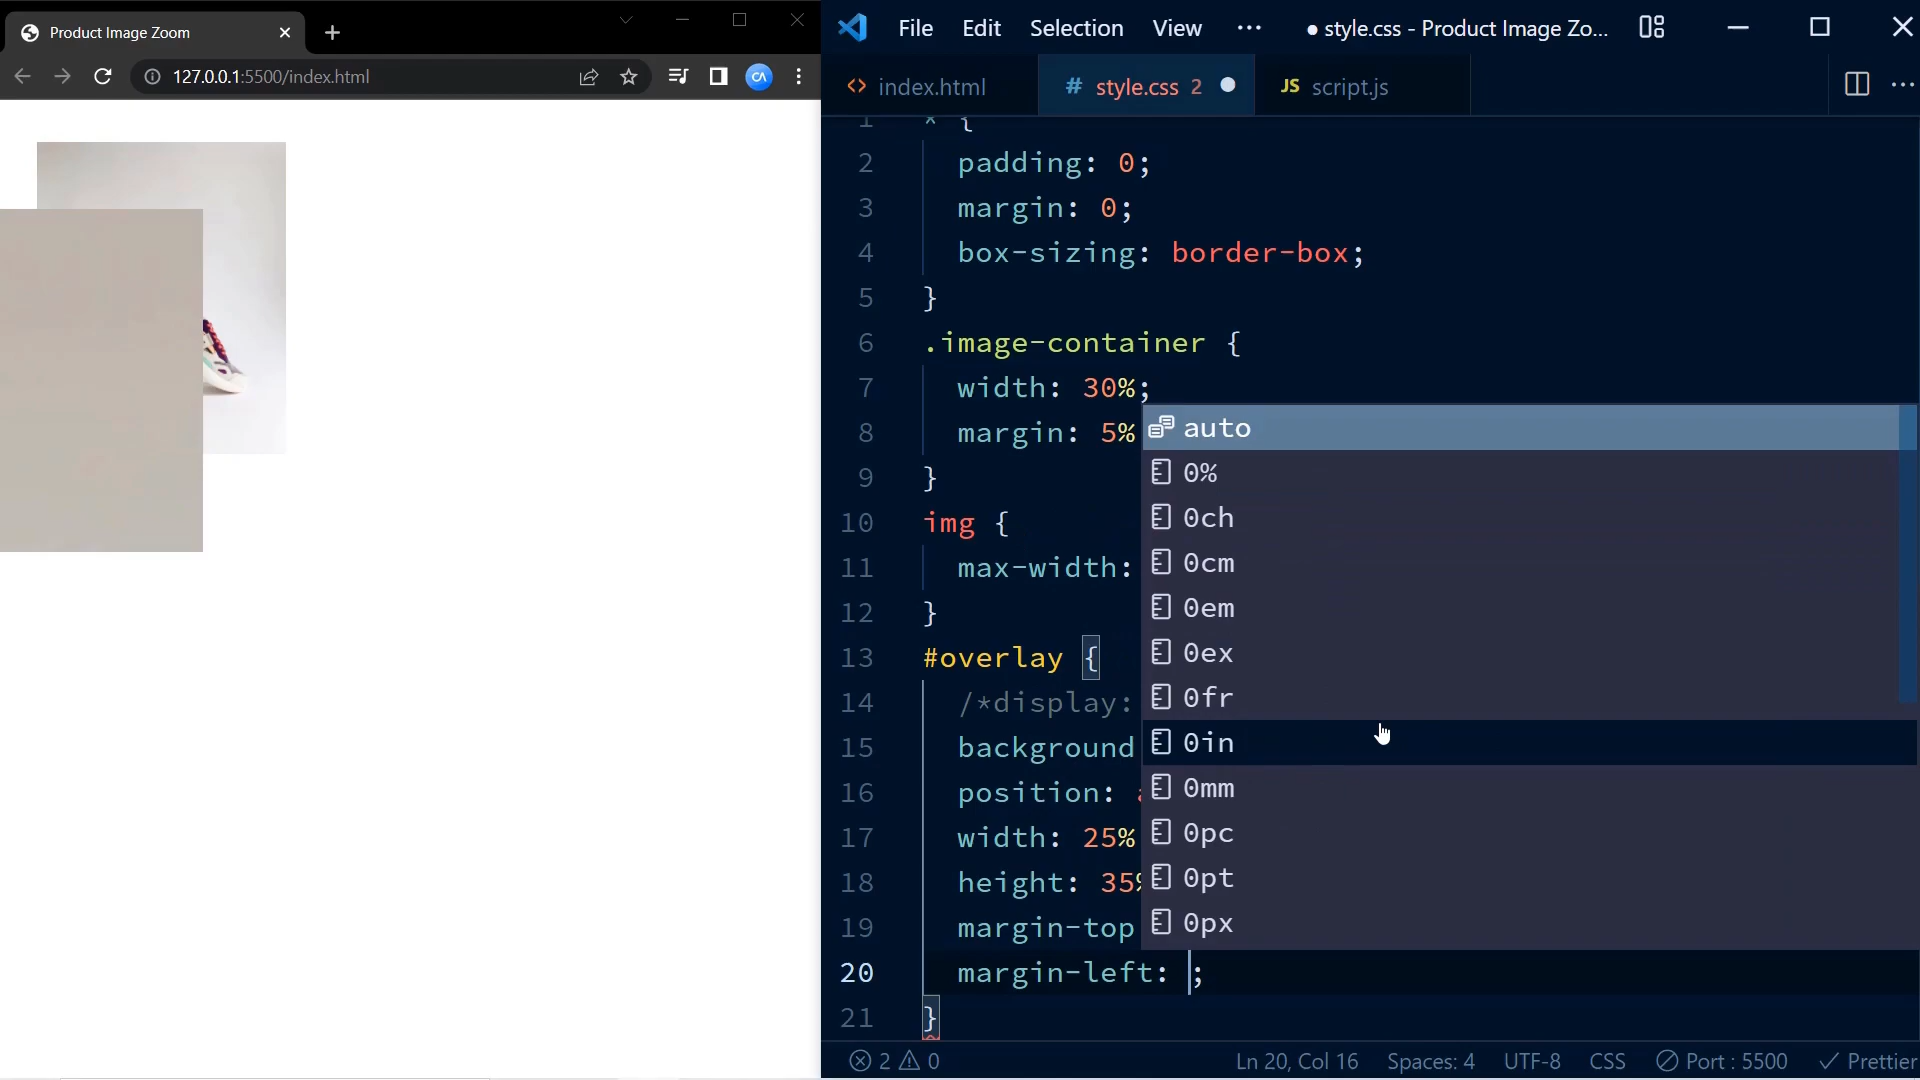 Product Image Zoom
127.0.0.1:5500/index.html
CA
File Edit Selection View ··· ● style.css - Product Image Zo...
<> index.html # style.css 2 ● JS script.js
1 * {
2 padding: 0;
3 margin: 0;
4 box-sizing: border-box;
5 }
6 .image-container {
7 width: 30%;
8 margin: 5%
9 }
10 img {
11 max-width:
12 }
13 #overlay {
14 /*display:
15 background
16 position:
17 width: 25%
18 height: 35%
19 margin-top
20 margin-left: ;
21 }
auto
0%
0ch
0cm
0em
0ex
0fr
0in
0mm
0pc
0pt
0px
2 0 Ln 20, Col 16 Spaces: 4 UTF-8 CSS Port : 5500 Prettier